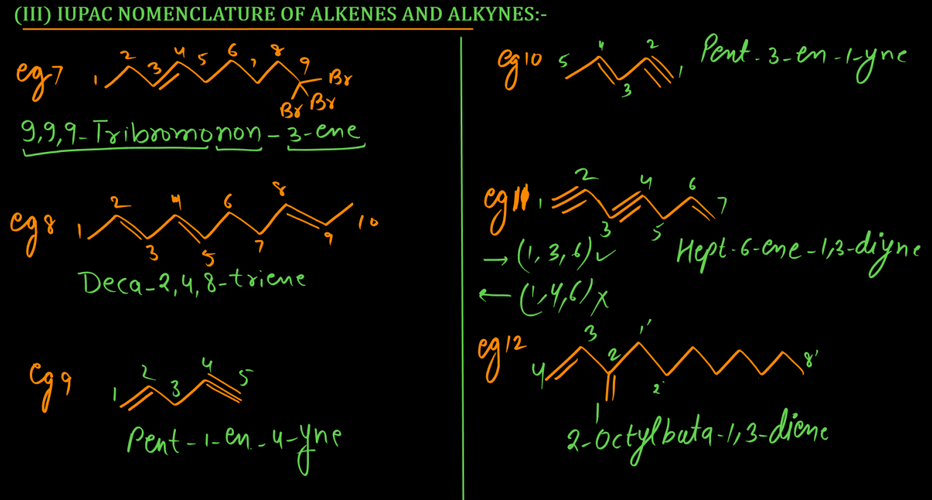 (III) IUPAC NOMENCLATURE OF ALKENES AND ALKYNES:-
eg7
1 2 3 4 5 6 7 8 9 Br
Br Br
9,9,9-Tribromonon-3-ene
eg8
1 2 3 4 5 6 7 8 9 10
Deca-2,4,8-triene
eg9
1 2 3 4 5
Pent-1-en-4-yne
eg10
5 4 3 2 1
Pent-3-en-1-yne
eg11
1 2 3 4 5 6 7
→ (1,3,6) ✓
Hept-6-ene-1,3-diyne
← (1,4,6) x
eg12
4 3 2 1 1' 2' 8'
2-Octylbuta-1,3-diene